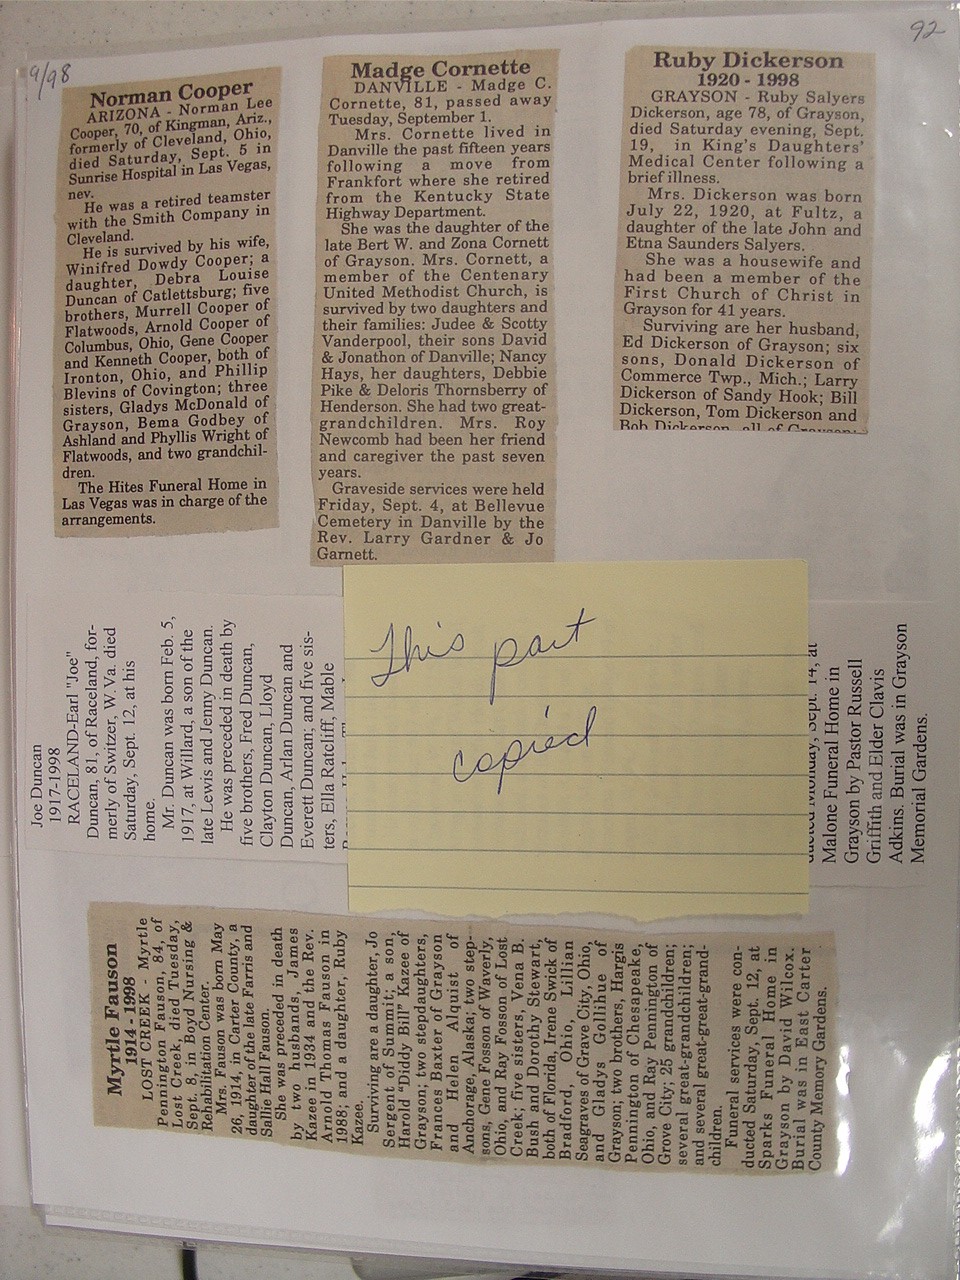 9/98
92
Norman Cooper
ARIZONA - Norman Lee
Cooper, 70, of Kingman, Ariz.,
formerly of Cleveland, Ohio,
died Saturday, Sept. 5 in
Sunrise Hospital in Las Vegas,
nev.
He was a retired teamster
with the Smith Company in
Cleveland.
He is survived by his wife,
Winifred Dowdy Cooper; a
daughter, Debra Louise
Duncan of Catlettsburg; five
brothers, Murrell Cooper of
Flatwoods, Arnold Cooper of
Columbus, Ohio, Gene Cooper
and Kenneth Cooper, both of
Ironton, Ohio, and Phillip
Blevins of Covington; three
sisters, Gladys McDonald of
Grayson, Bema Godbey of
Ashland and Phyllis Wright of
Flatwoods, and two grandchil-
dren.
The Hites Funeral Home in
Las Vegas was in charge of the
arrangements.
Madge Cornette
DANVILLE - Madge C.
Cornette, 81, passed away
Tuesday, September 1.
Mrs. Cornette lived in
Danville the past fifteen years
following a move from
Frankfort where she retired
from the Kentucky State
Highway Department.
She was the daughter of the
late Bert W. and Zona Cornett
of Grayson. Mrs. Cornett, a
member of the Centenary
United Methodist Church, is
survived by two daughters and
their families: Judee & Scotty
Vanderpool, their sons David
& Jonathon of Danville; Nancy
Hays, her daughters, Debbie
Pike & Deloris Thornsberry of
Henderson. She had two great-
grandchildren. Mrs. Roy
Newcomb had been her friend
and caregiver the past seven
years.
Graveside services were held
Friday, Sept. 4, at Bellevue
Cemetery in Danville by the
Rev. Larry Gardner & Jo
Garnett.
Ruby Dickerson
1920 - 1998
GRAYSON - Ruby Salyers
Dickerson, age 78, of Grayson,
died Saturday evening, Sept.
19, in King's Daughters'
Medical Center following a
brief illness.
Mrs. Dickerson was born
July 22, 1920, at Fultz, a
daughter of the late John and
Etna Saunders Salyers.
She was a housewife and
had been a member of the
First Church of Christ in
Grayson for 41 years.
Surviving are her husband,
Ed Dickerson of Grayson; six
sons, Donald Dickerson of
Commerce Twp., Mich.; Larry
Dickerson of Sandy Hook; Bill
Dickerson, Tom Dickerson and
Bob Dickerson, all of Grayson;
Joe Duncan
1917-1998
RACELAND-Earl "Joe"
Duncan, 81, of Raceland, for-
merly of Switzer, W.Va. died
Saturday, Sept. 12, at his
home.
Mr. Duncan was born Feb. 5,
1917, at Willard, a son of the
late Lewis and Jenny Duncan.
He was preceded in death by
five brothers, Fred Duncan,
Clayton Duncan, Lloyd
Duncan, Arlan Duncan and
Everett Duncan; and five sis-
ters, Ella Ratcliff, Mable
This part
copied
ducted Monday, Sept. 14, at
Malone Funeral Home in
Grayson by Pastor Russell
Griffith and Elder Clavis
Adkins. Burial was in Grayson
Memorial Gardens.
Myrtle Fauson
1914 - 1998
LOST CREEK - Myrtle
Pennington Fauson, 84, of
Lost Creek, died Tuesday,
Sept. 8, in Boyd Nursing &
Rehabilitation Center.
Mrs. Fauson was born May
26, 1914, in Carter County, a
daughter of the late Farris and
Sallie Hall Fauson.
She was preceded in death
by two husbands, James
Kazee in 1934 and the Rev.
Arnold Thomas Fauson in
1988; and a daughter, Ruby
Kazee.
Surviving are a daughter, Jo
Sergent of Summit; a son,
Harold "Diddy Bill" Kazee of
Grayson; two stepdaughters,
Frances Baxter of Grayson
and Helen Alquist of
Anchorage, Alaska; two step-
sons, Gene Fosson of Waverly,
Ohio, and Ray Fosson of Lost
Creek; five sisters, Vena B.
Bush and Dorothy Stewart,
both of Florida, Irene Swick of
Bradford, Ohio, Lillian
Seagraves of Grave City, Ohio,
and Gladys Gollihue of
Grayson; two brothers, Hargis
Pennington of Chesapeake,
Ohio, and Ray Pennington of
Grove City; 25 grandchildren;
several great-grandchildren;
and several great-great-grand-
children.
Funeral services were con-
ducted Saturday, Sept. 12, at
Sparks Funeral Home in
Grayson by David Wilcox.
Burial was in East Carter
County Memory Gardens.